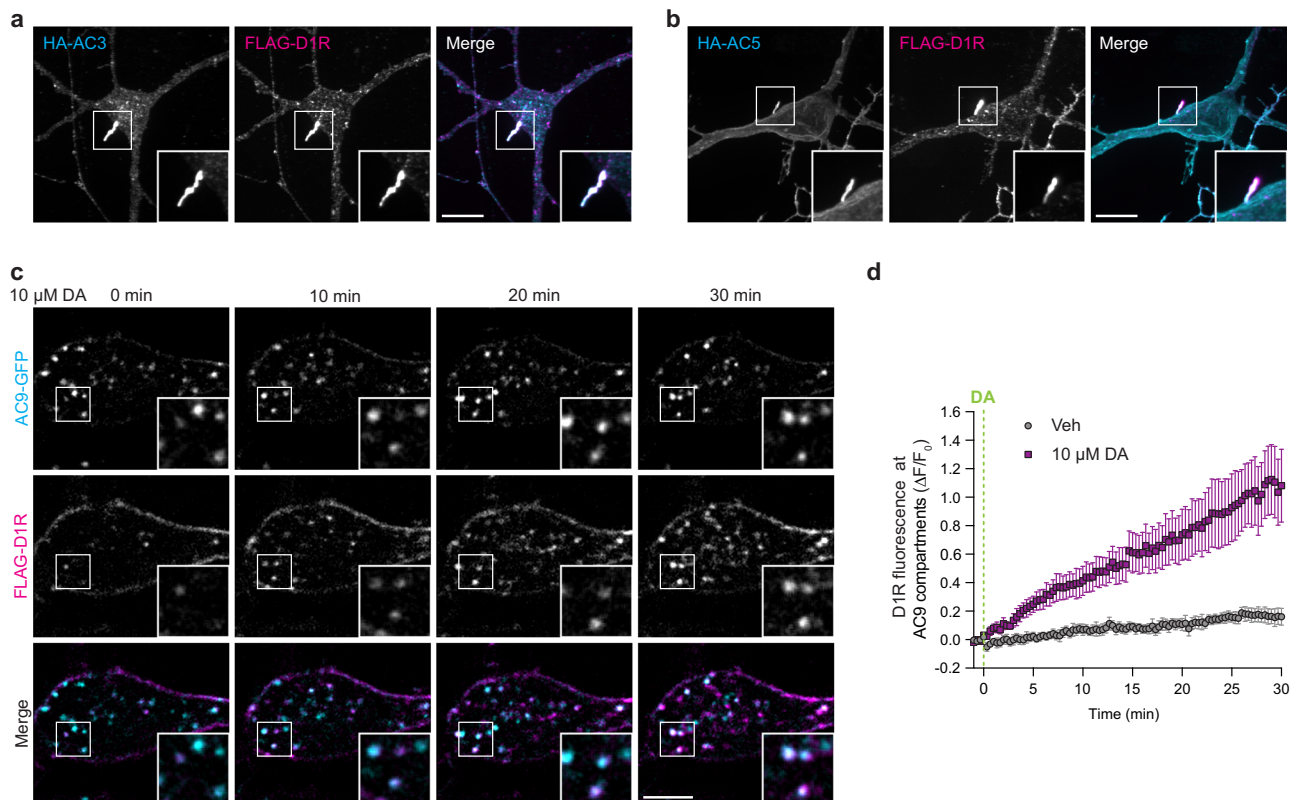 a
HA-AC3 FLAG-D1R Merge
b
HA-AC5 FLAG-D1R Merge
c
10 µM DA 0 min 10 min 20 min 30 min
AC9-GFP
FLAG-D1R
Merge
d
DA
Veh
10 µM DA
D1R fluorescence at
AC9 compartments (ΔF/F₀)
1.6
1.4
1.2
1.0
0.8
0.6
0.4
0.2
0.0
-0.2
0 5 10 15 20 25 30
Time (min)